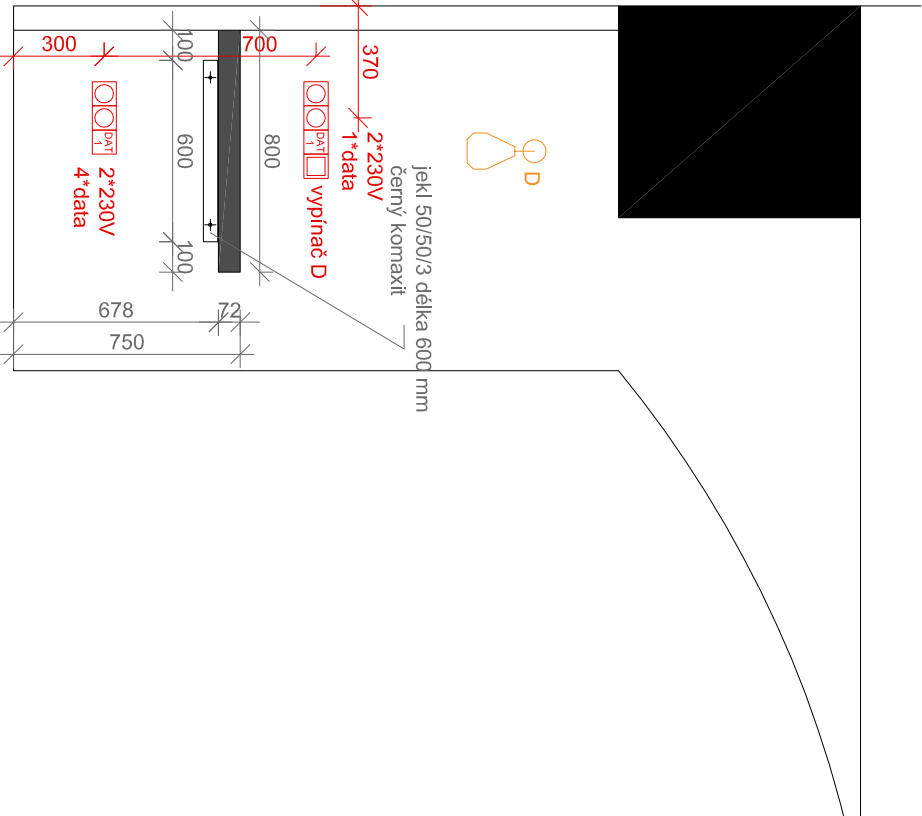 300
700
370
100
600
100
800
DAT
1
2*230V
4*data
DAT
1
vypínač D
2*230V
1*data
jekl 50/50/3 délka 600 mm
černý komaxit
D
678
72
750